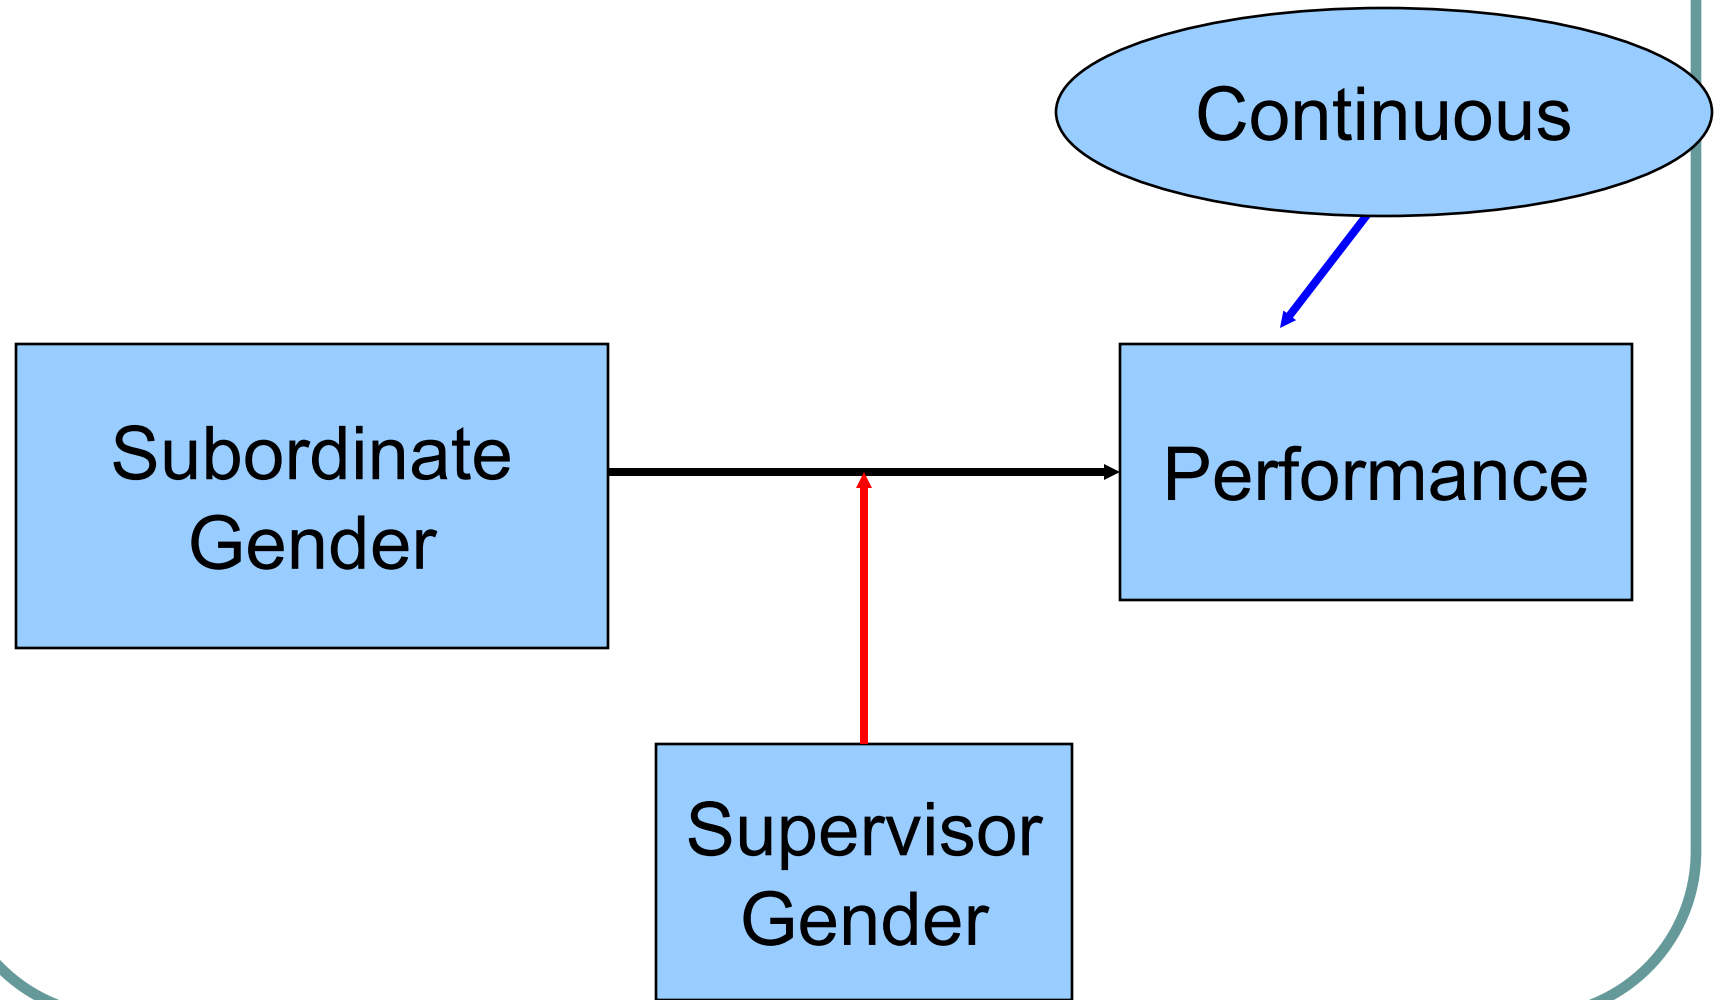 Continuous
Subordinate
Gender
Performance
Supervisor
Gender